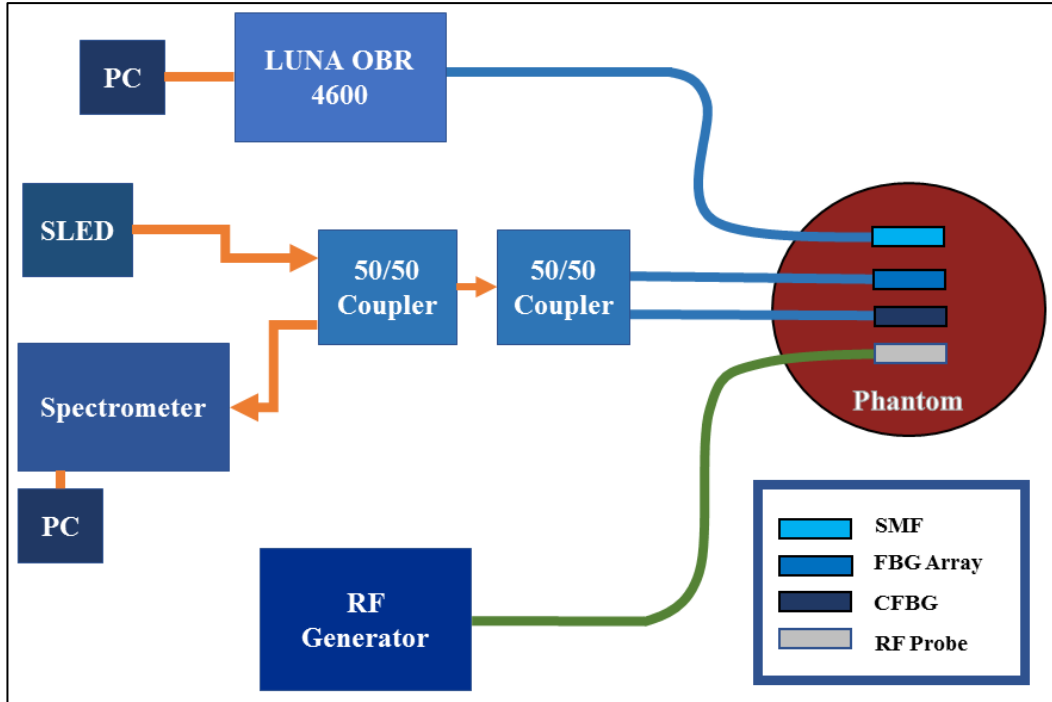 PC
LUNA OBR
4600
SLED
50/50
Coupler
50/50
Coupler
Spectrometer
PC
RF
Generator
Phantom
SMF
FBG Array
CFBG
RF Probe